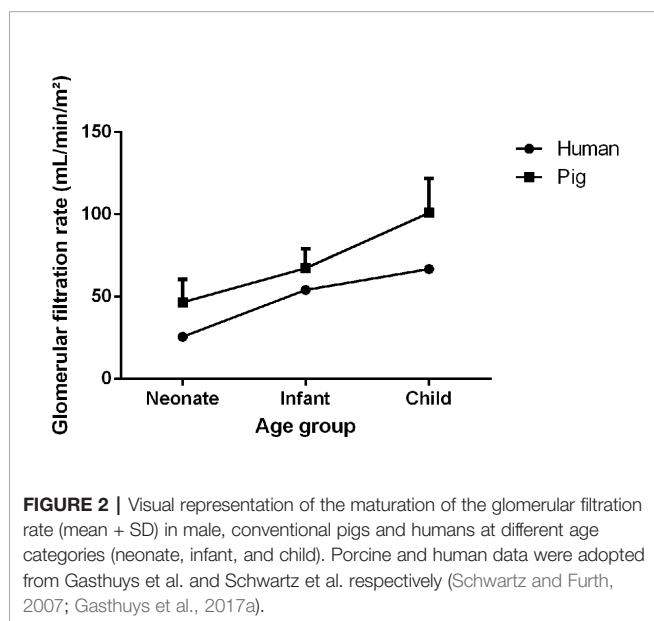 Glomerular filtration rate (mL/min/m²)
150
100
50
0
Neonate Infant Child
Age group
Human
Pig
FIGURE 2 | Visual representation of the maturation of the glomerular filtration
rate (mean + SD) in male, conventional pigs and humans at different age
categories (neonate, infant, and child). Porcine and human data were adopted
from Gasthuys et al. and Schwartz et al. respectively (Schwartz and Furth,
2007; Gasthuys et al., 2017a).